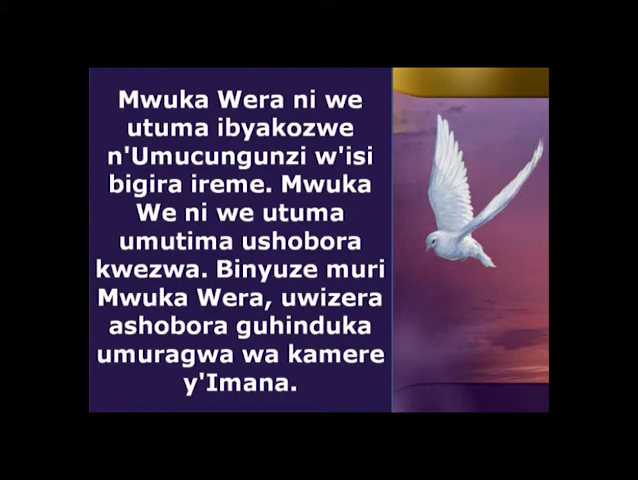 Mwuka Wera ni we
utuma ibyakozwe
n'Umucungunzi w'isi
bigira ireme. Mwuka
We ni we utuma
umutima ushobora
kwezwa. Binyuze muri
Mwuka Wera, uwizera
ashobora guhinduka
umuragwa wa kamere
y'Imana.